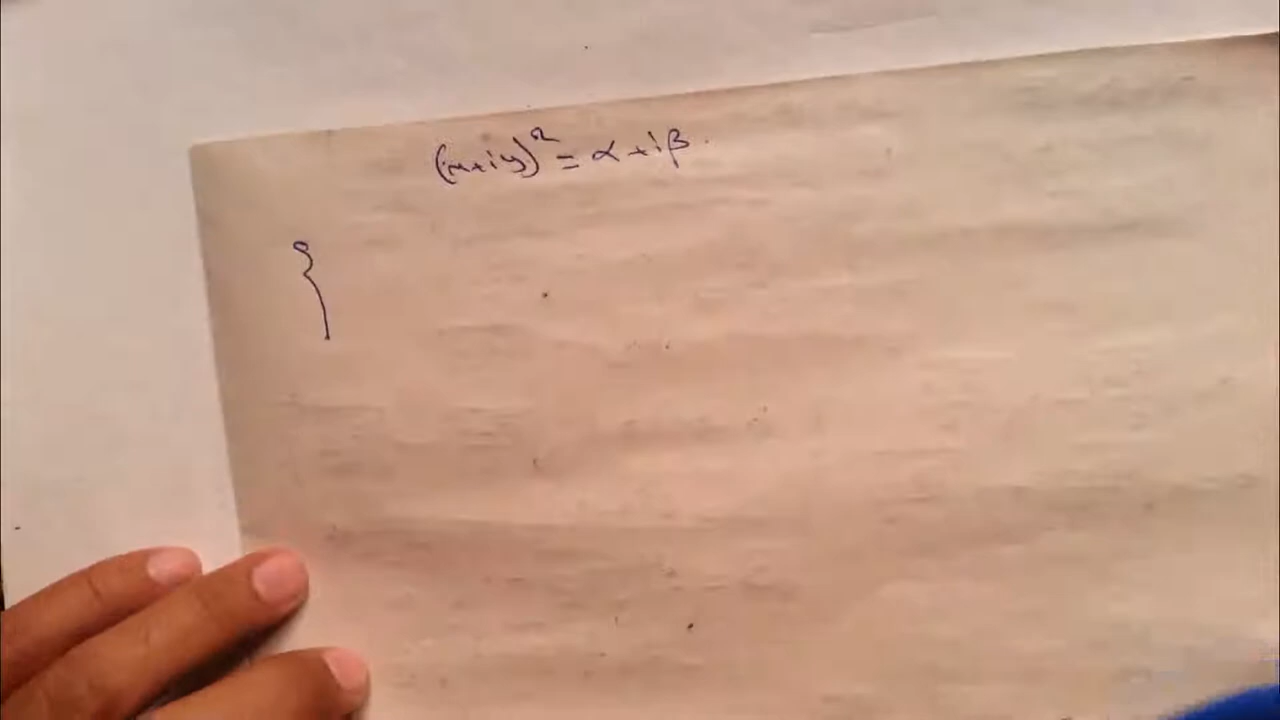 (x+iy)² = α+iβ.
{